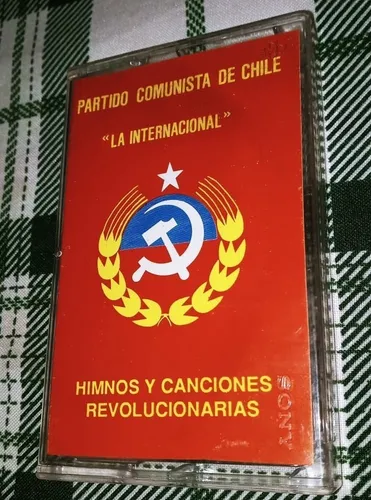 PARTIDO COMUNISTA DE CHILE
“LA INTERNACIONAL”
HIMNOS Y CANCIONES
REVOLUCIONARIAS